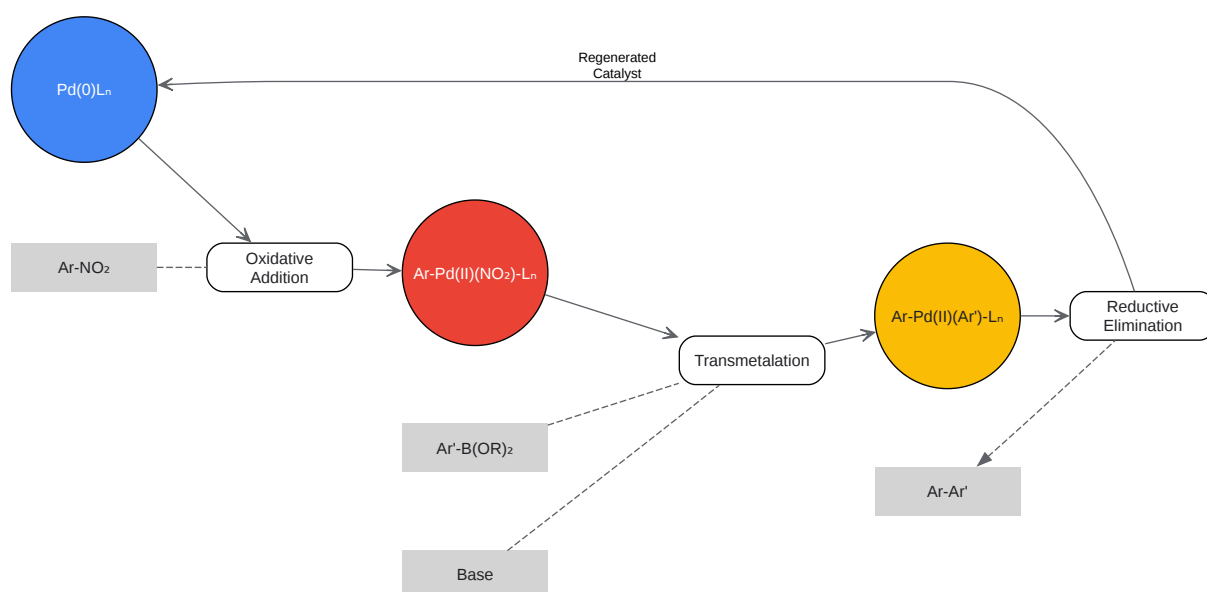 Regenerated
Catalyst
Pd(0)Lₙ
Ar-NO₂
Oxidative
Addition
Ar-Pd(II)(NO₂)-Lₙ
Ar-Pd(II)(Ar')-Lₙ
Reductive
Elimination
Transmetalation
Ar'-B(OR)₂
Ar-Ar'
Base